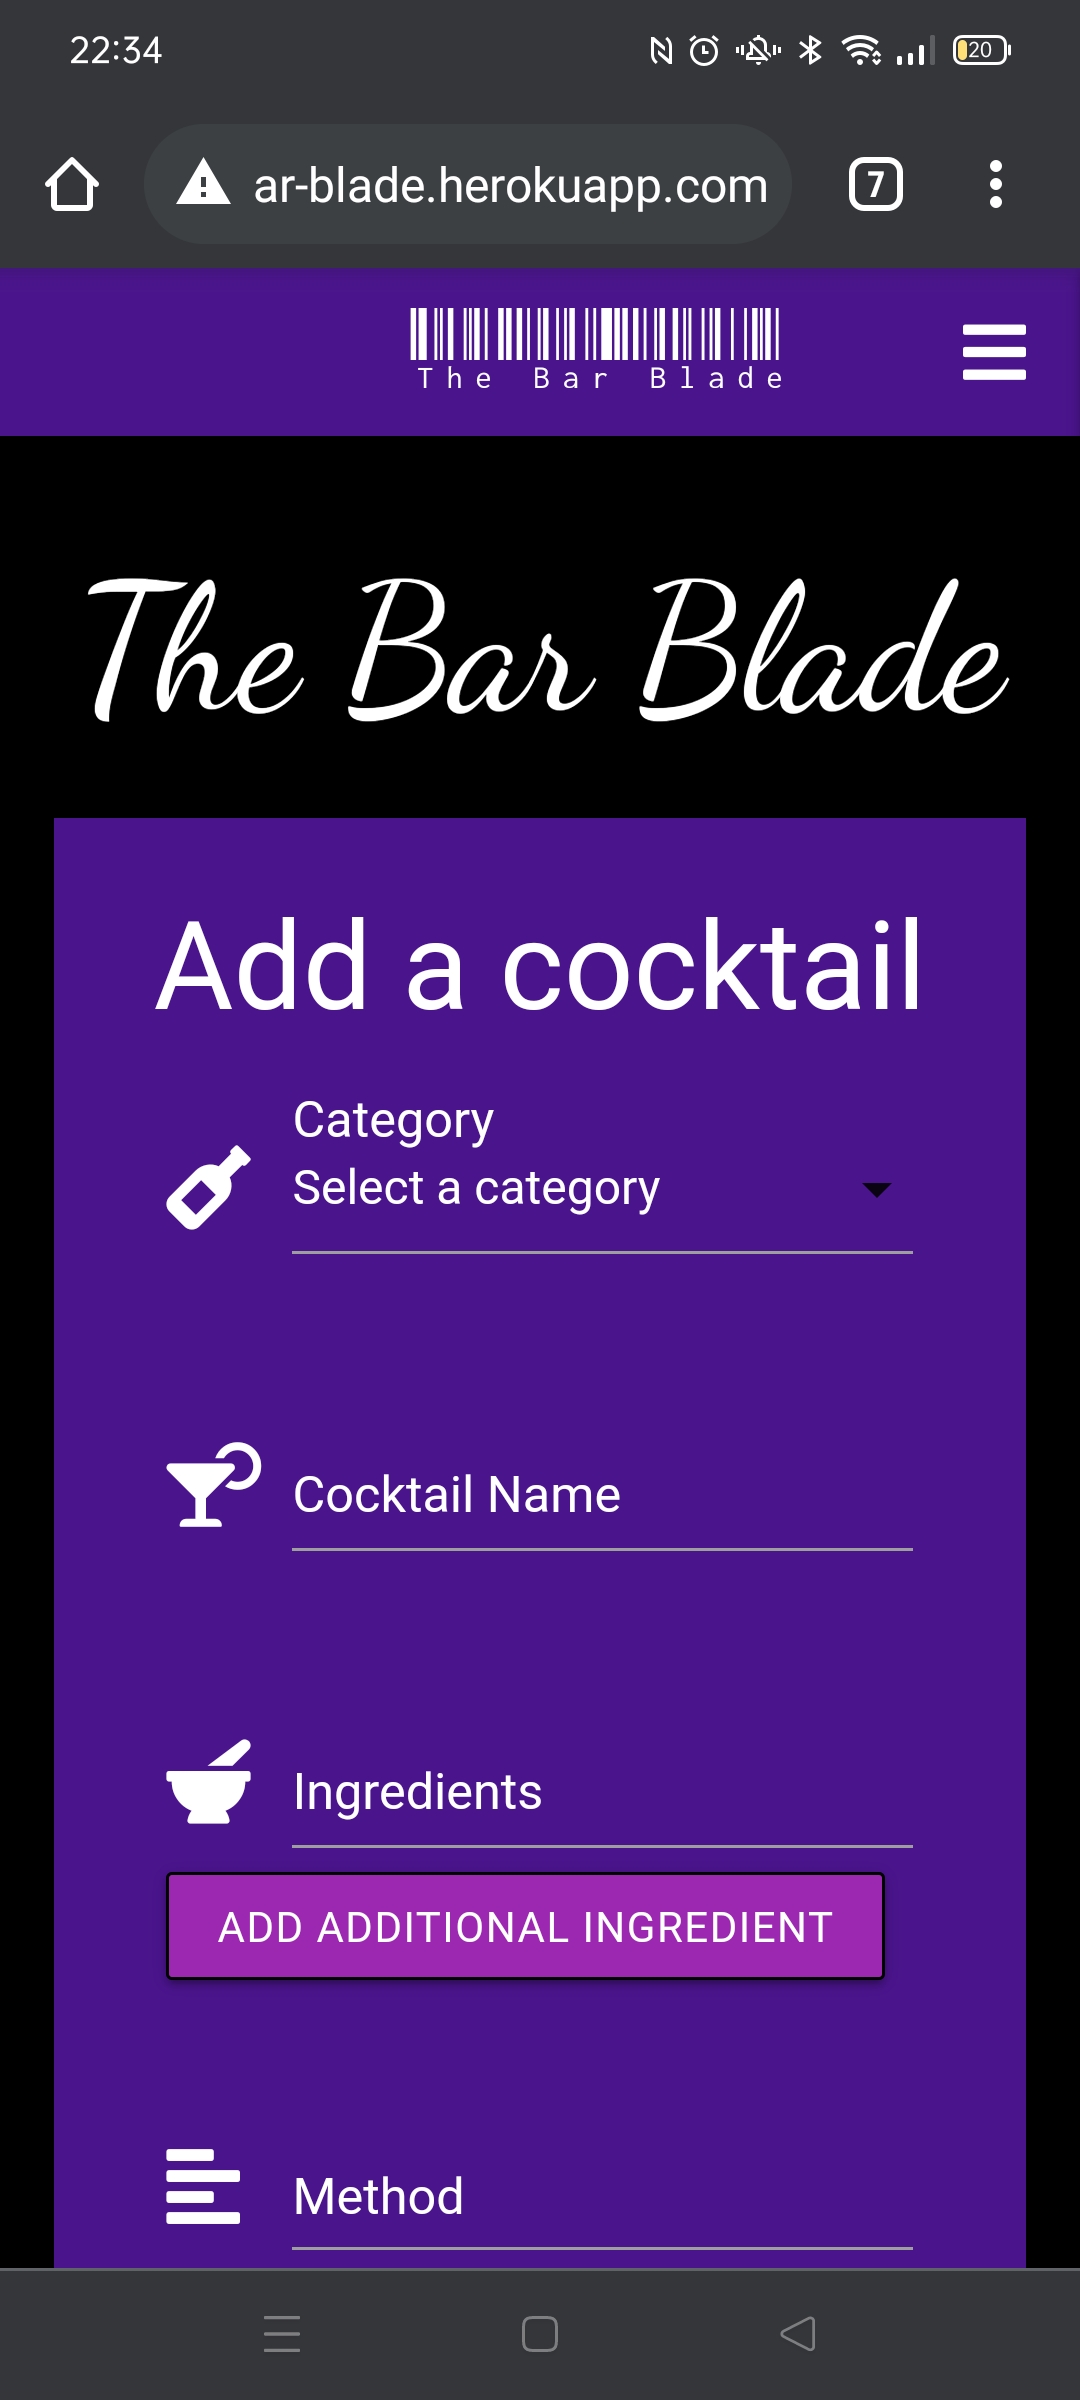 22:34
20
ar-blade.herokuapp.com
7
The Bar Blade
The Bar Blade
Add a cocktail
Category
Select a category
Cocktail Name
Ingredients
ADD ADDITIONAL INGREDIENT
Method